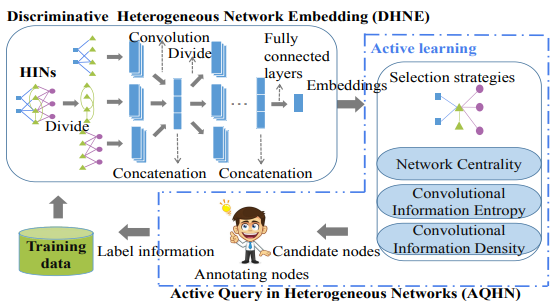 Discriminative Heterogeneous Network Embedding (DHNE)
Convolution
Divide
Fully
connected
layers
HINs
Divide
Embeddings
Concatenation
Concatenation
Active learning
Selection strategies
Network Centrality
Convolutional
Information Entropy
Convolutional
Information Density
Training
data
Label information
Annotating nodes
Candidate nodes
Active Query in Heterogeneous Networks (AQHN)